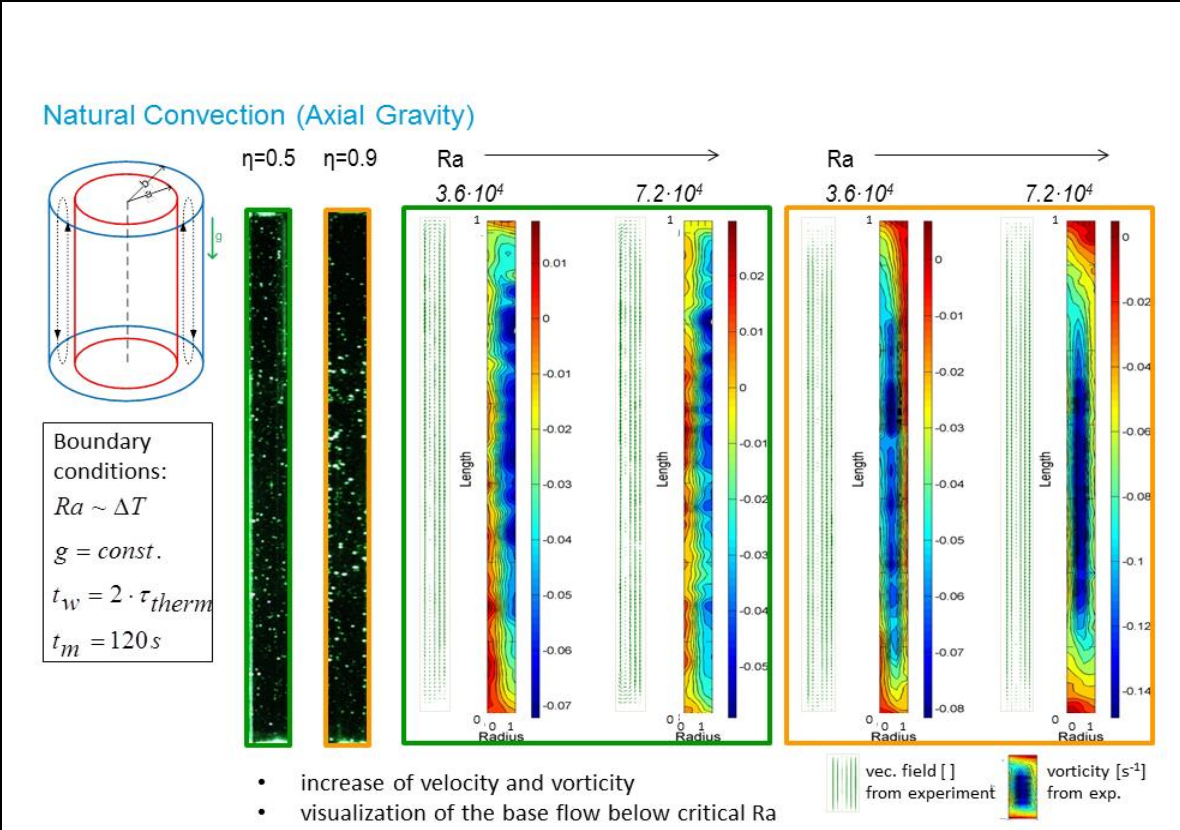 Natural Convection (Axial Gravity)
η=0.5 η=0.9 Ra Ra
3.6·10⁴ 7.2·10⁴ 3.6·10⁴ 7.2·10⁴
b
a
g
Boundary
conditions:
Ra ~ ΔT
g = const.
t_w = 2 · τ_therm
t_m = 120 s
1
Length
0
0 1
Radius
0.01
0
-0.01
-0.02
-0.03
-0.04
-0.05
-0.06
-0.07
1
Length
0
0 1
Radius
0.02
0.01
0
-0.01
-0.02
-0.03
-0.04
-0.05
1
Length
0
0 1
Radius
0
-0.01
-0.02
-0.03
-0.04
-0.05
-0.06
-0.07
-0.08
1
Length
0
0 1
Radius
0
-0.02
-0.04
-0.06
-0.08
-0.1
-0.12
-0.14
• increase of velocity and vorticity
• visualization of the base flow below critical Ra
vec. field [ ]
from experiment
vorticity [s⁻¹]
from exp.